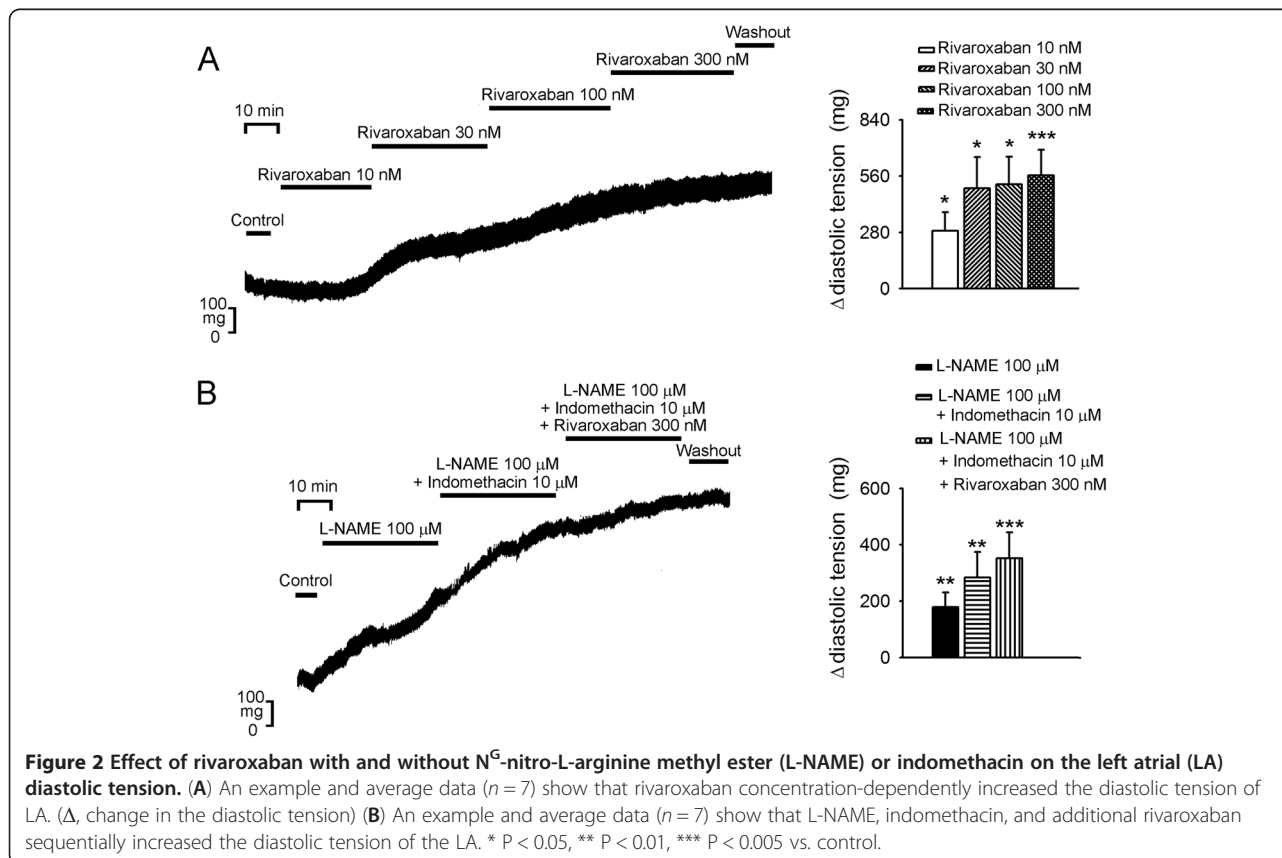 A
Washout
Rivaroxaban 300 nM
Rivaroxaban 100 nM
10 min
Rivaroxaban 30 nM
Rivaroxaban 10 nM
Control
100
mg
0
Rivaroxaban 10 nM
Rivaroxaban 30 nM
Rivaroxaban 100 nM
Rivaroxaban 300 nM
Δ diastolic tension (mg)
840
560
280
0
*
*
*
***
B
L-NAME 100 μM
+ Indomethacin 10 μM
+ Rivaroxaban 300 nM
Washout
L-NAME 100 μM
+ Indomethacin 10 μM
10 min
L-NAME 100 μM
Control
100
mg
0
L-NAME 100 μM
L-NAME 100 μM
+ Indomethacin 10 μM
L-NAME 100 μM
+ Indomethacin 10 μM
+ Rivaroxaban 300 nM
Δ diastolic tension (mg)
600
400
200
0
**
**
***
Figure 2 Effect of rivaroxaban with and without N^G-nitro-L-arginine methyl ester (L-NAME) or indomethacin on the left atrial (LA)
diastolic tension. (A) An example and average data (n = 7) show that rivaroxaban concentration-dependently increased the diastolic tension of
LA. (Δ, change in the diastolic tension) (B) An example and average data (n = 7) show that L-NAME, indomethacin, and additional rivaroxaban
sequentially increased the diastolic tension of the LA. * P < 0.05, ** P < 0.01, *** P < 0.005 vs. control.